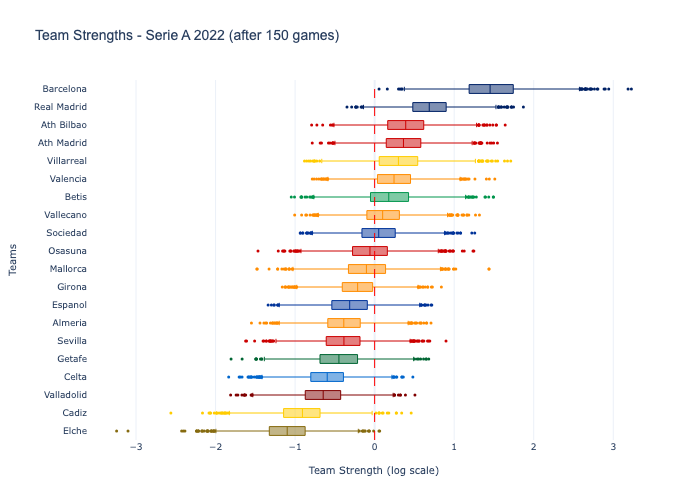 Team Strengths - Serie A 2022 (after 150 games)
Barcelona
Real Madrid
Ath Bilbao
Ath Madrid
Villarreal
Valencia
Betis
Vallecano
Sociedad
Osasuna
Mallorca
Girona
Espanol
Almeria
Sevilla
Getafe
Celta
Valladolid
Cadiz
Elche
Teams
−3 −2 −1 0 1 2 3
Team Strength (log scale)